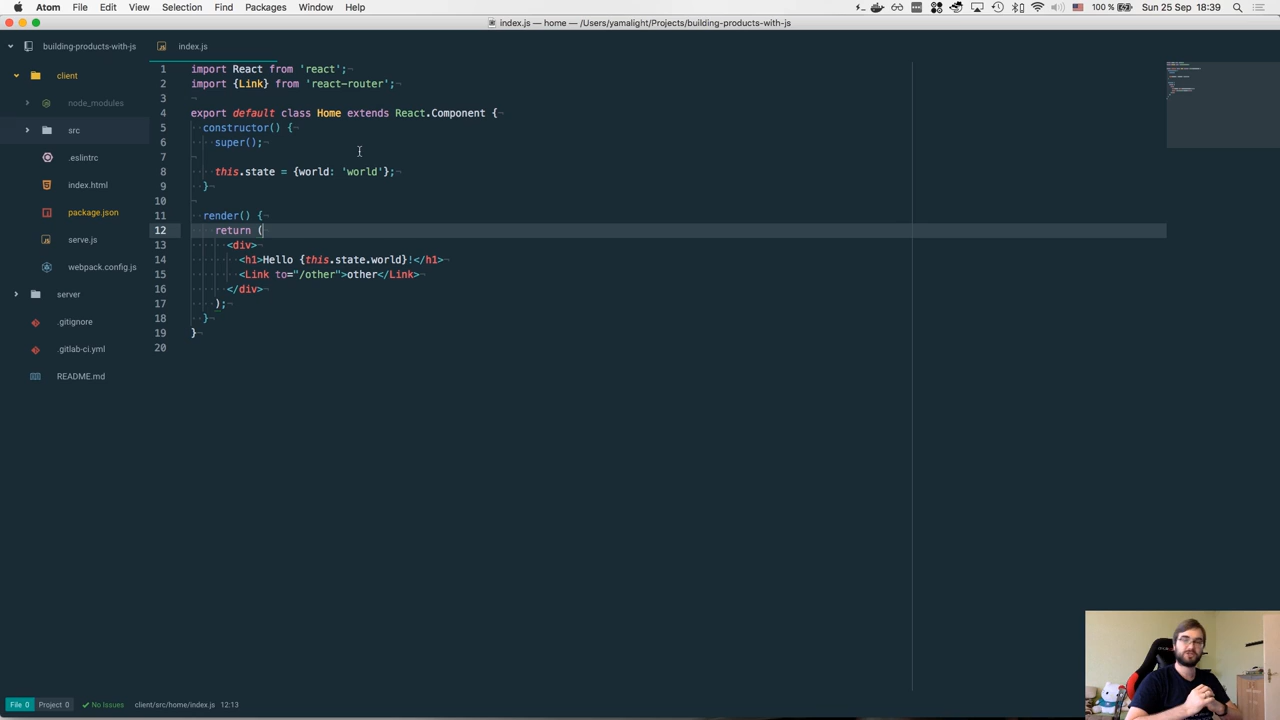 Atom File Edit View Selection Find Packages Window Help 100 % Sun 25 Sep 18:39
index.js — home — /Users/yamalight/Projects/building-products-with-js
building-products-with-js
index.js
client
node_modules
src
.eslintrc
index.html
package.json
serve.js
webpack.config.js
server
.gitignore
.gitlab-ci.yml
README.md
1 import React from 'react';
2 import {Link} from 'react-router';
3
4 export default class Home extends React.Component {
5 constructor() {
6 super();
7
8 this.state = {world: 'world'};
9 }
10
11 render() {
12 return (
13 <div>
14 <h1>Hello {this.state.world}!</h1>
15 <Link to="/other">other</Link>
16 </div>
17 );
18 }
19 }
20
File 0 Project 0 No Issues client/src/home/index.js 12:13